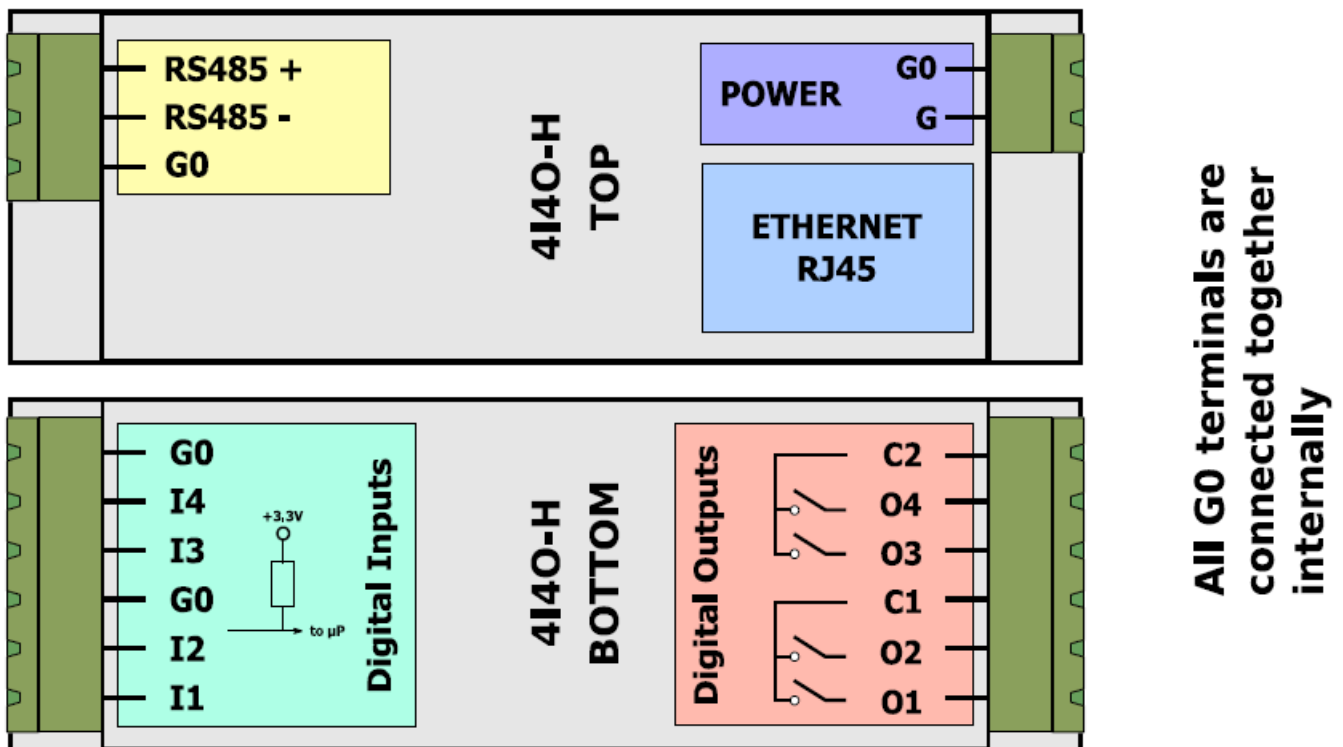 RS485 +
RS485 -
G0
4I4O-H
TOP
POWER
G0
G
ETHERNET
RJ45
G0
I4
I3
G0
I2
I1
+3,3V
to µP
Digital Inputs
4I4O-H
BOTTOM
Digital Outputs
C2
O4
O3
C1
O2
O1
All G0 terminals are
connected together
internally